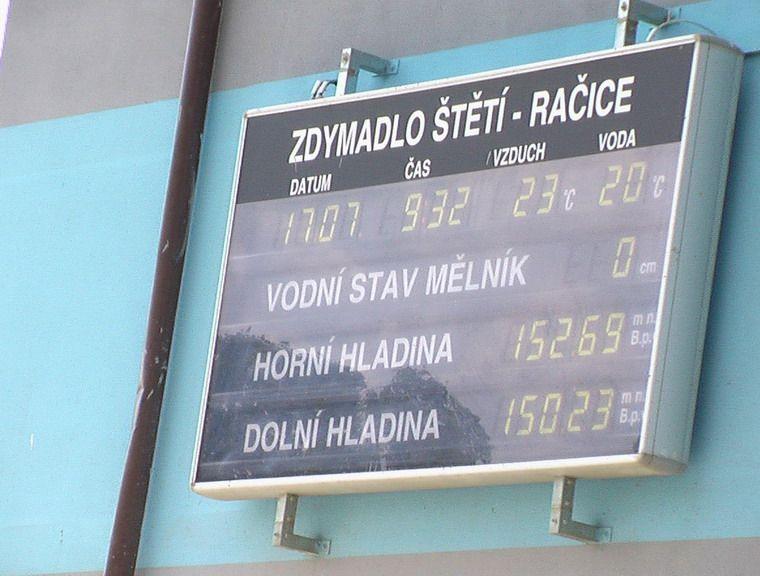 ZDYMADLO ŠTĚTÍ - RAČICE
DATUM ČAS VZDUCH VODA
17.07 9:32 23 °C 20 °C
VODNÍ STAV MĚLNÍK 0 cm
HORNÍ HLADINA 152.69 m n. B.p.
DOLNÍ HLADINA 150.23 m n. B.p.